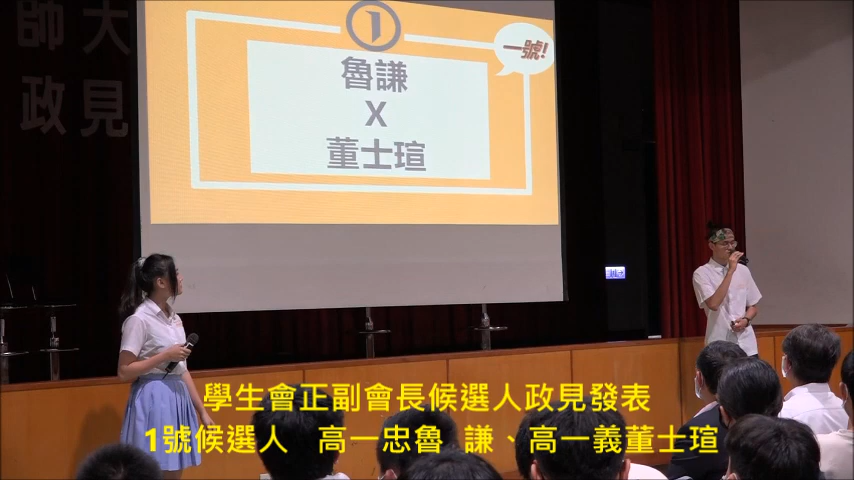 師大
政見
1
一號!
魯謙
X
董士瑄
學生會正副會長候選人政見發表
1號候選人 高一忠魯 謙、高一義董士瑄